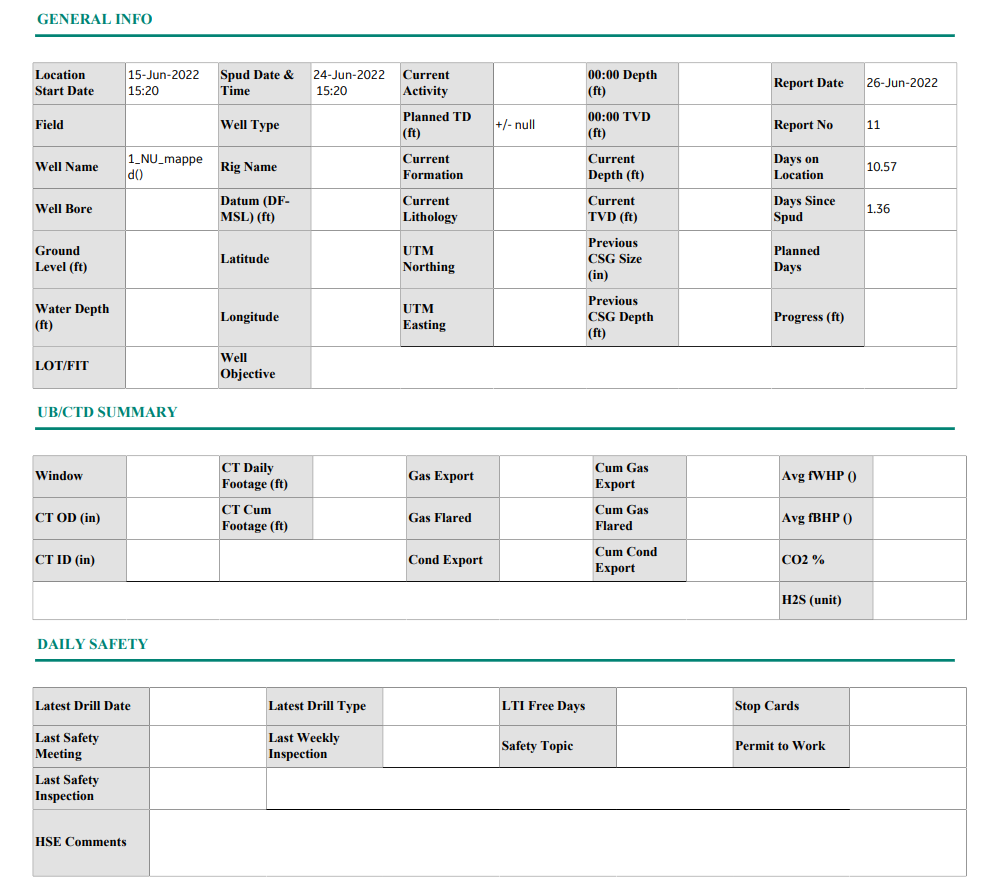 GENERAL INFO
Location Start Date 15-Jun-2022 15:20 Spud Date & Time 24-Jun-2022 15:20 Current Activity 00:00 Depth (ft) Report Date 26-Jun-2022
Field Well Type Planned TD (ft) +/- null 00:00 TVD (ft) Report No 11
Well Name 1_NU_mapped() Rig Name Current Formation Current Depth (ft) Days on Location 10.57
Well Bore Datum (DF-MSL) (ft) Current Lithology Current TVD (ft) Days Since Spud 1.36
Ground Level (ft) Latitude UTM Northing Previous CSG Size (in) Planned Days
Water Depth (ft) Longitude UTM Easting Previous CSG Depth (ft) Progress (ft)
LOT/FIT Well Objective
UB/CTD SUMMARY
Window CT Daily Footage (ft) Gas Export Cum Gas Export Avg fWHP ()
CT OD (in) CT Cum Footage (ft) Gas Flared Cum Gas Flared Avg fBHP ()
CT ID (in) Cond Export Cum Cond Export CO2 %
H2S (unit)
DAILY SAFETY
Latest Drill Date Latest Drill Type LTI Free Days Stop Cards
Last Safety Meeting Last Weekly Inspection Safety Topic Permit to Work
Last Safety Inspection
HSE Comments